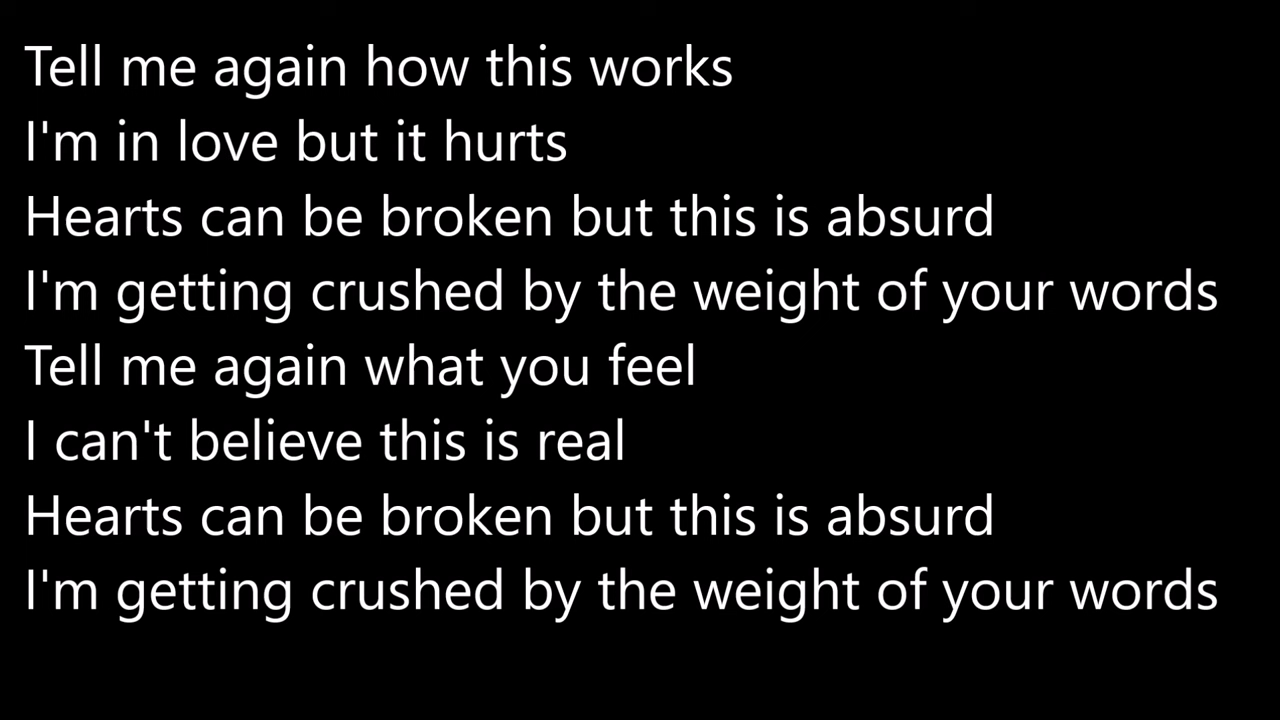 Tell me again how this works
I'm in love but it hurts
Hearts can be broken but this is absurd
I'm getting crushed by the weight of your words
Tell me again what you feel
I can't believe this is real
Hearts can be broken but this is absurd
I'm getting crushed by the weight of your words